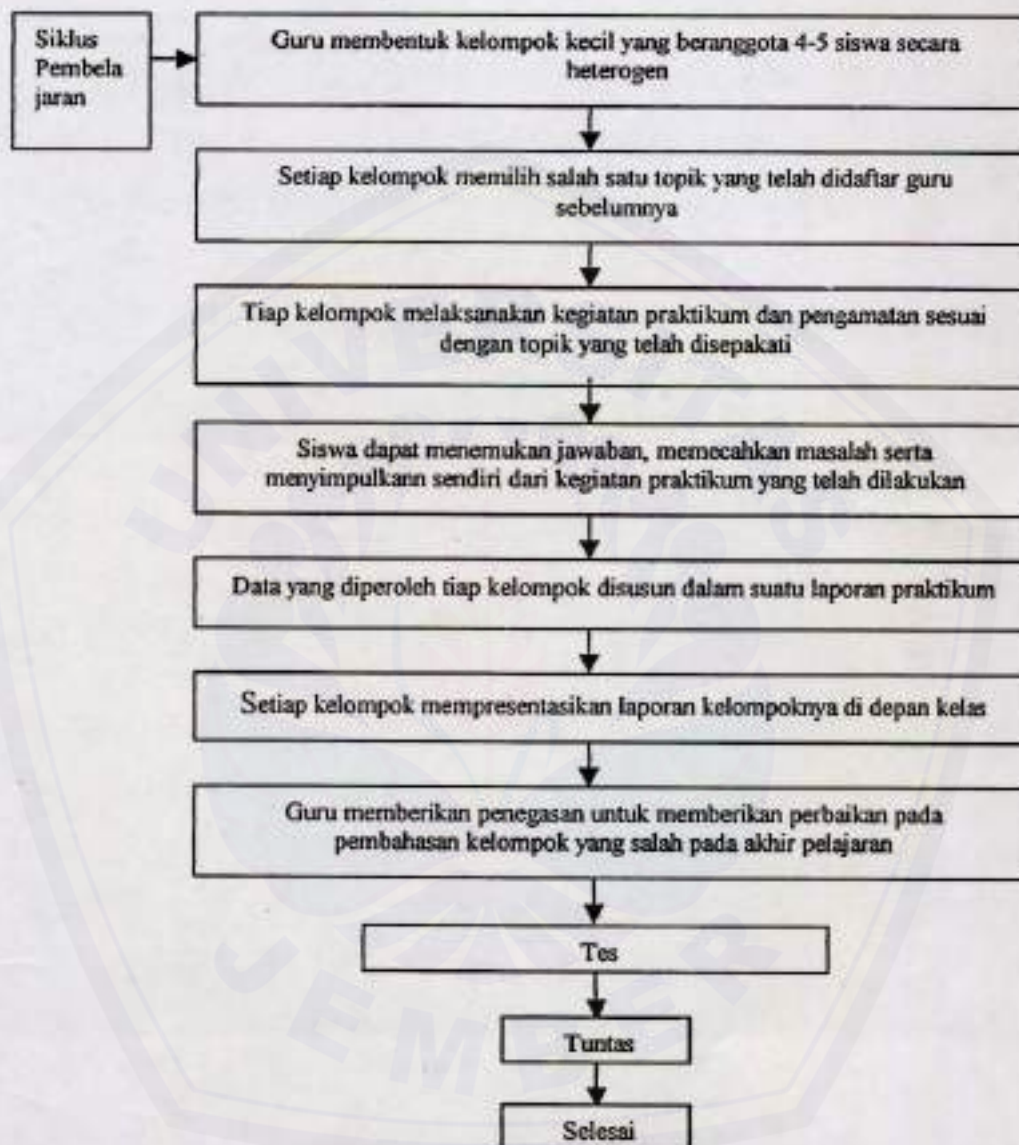 Siklus
Pembela
jaran
Guru membentuk kelompok kecil yang beranggota 4-5 siswa secara
heterogen
Setiap kelompok memilih salah satu topik yang telah didaftar guru
sebelumnya
Tiap kelompok melaksanakan kegiatan praktikum dan pengamatan sesuai
dengan topik yang telah disepakati
Siswa dapat menemukan jawaban, memecahkan masalah serta
menyimpulkann sendiri dari kegiatan praktikum yang telah dilakukan
Data yang diperoleh tiap kelompok disusun dalam suatu laporan praktikum
Setiap kelompok mempresentasikan laporan kelompoknya di depan kelas
Guru memberikan penegasan untuk memberikan perbaikan pada
pembahasan kelompok yang salah pada akhir pelajaran
Tes
Tuntas
Selesai
UNIVERSITAS
JEMBER